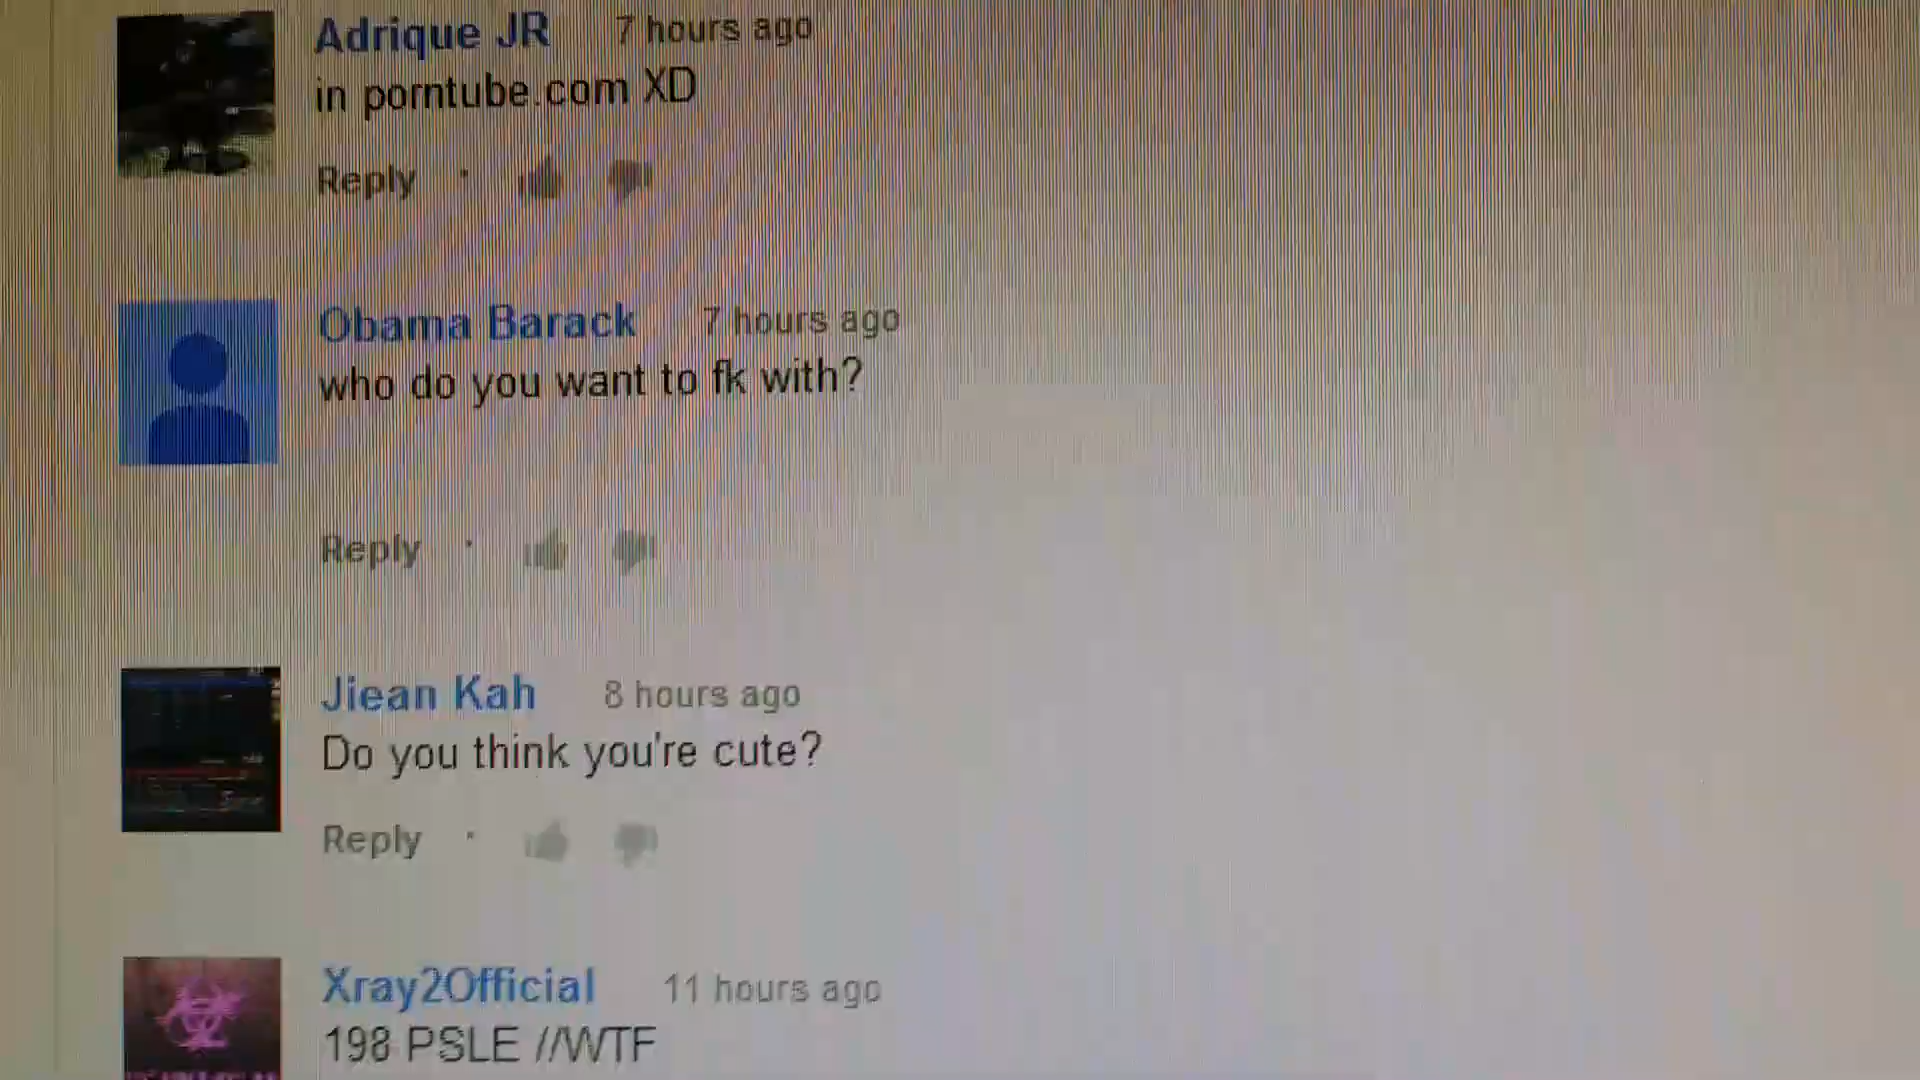 Adrique JR 7 hours ago
in porntube.com XD
Reply
Obama Barack 7 hours ago
who do you want to fk with?
Reply
Jiean Kah 8 hours ago
Do you think you're cute?
Reply
Xray2Official 11 hours ago
198 PSLE //WTF